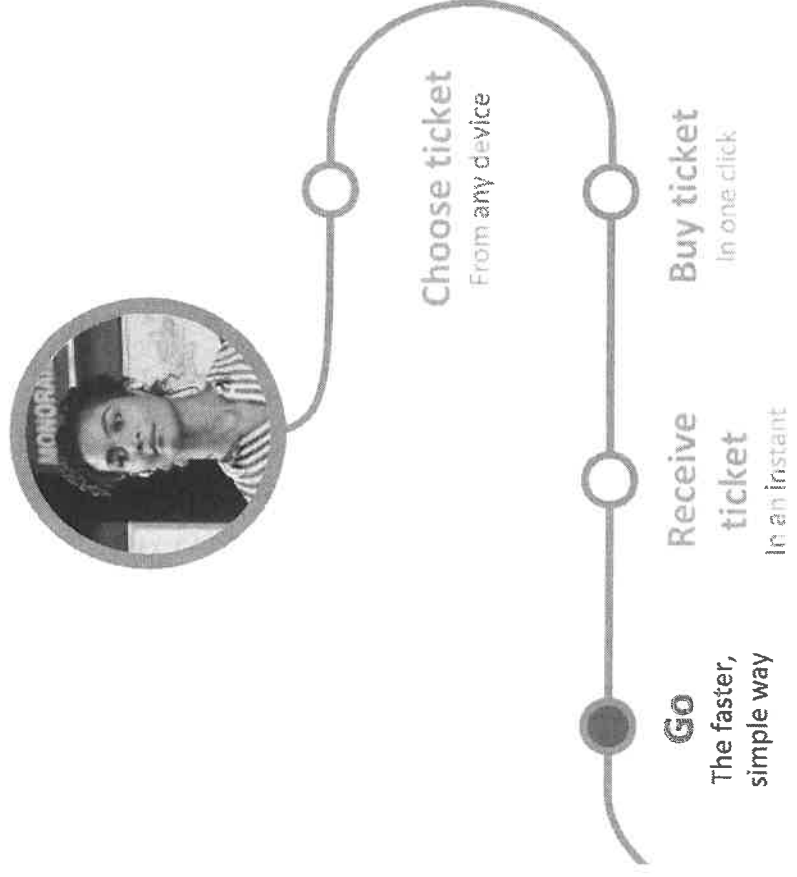 MONORAIL
Choose ticket
From any device
Buy ticket
In one click
Receive
ticket
In an instant
Go
The faster,
simple way